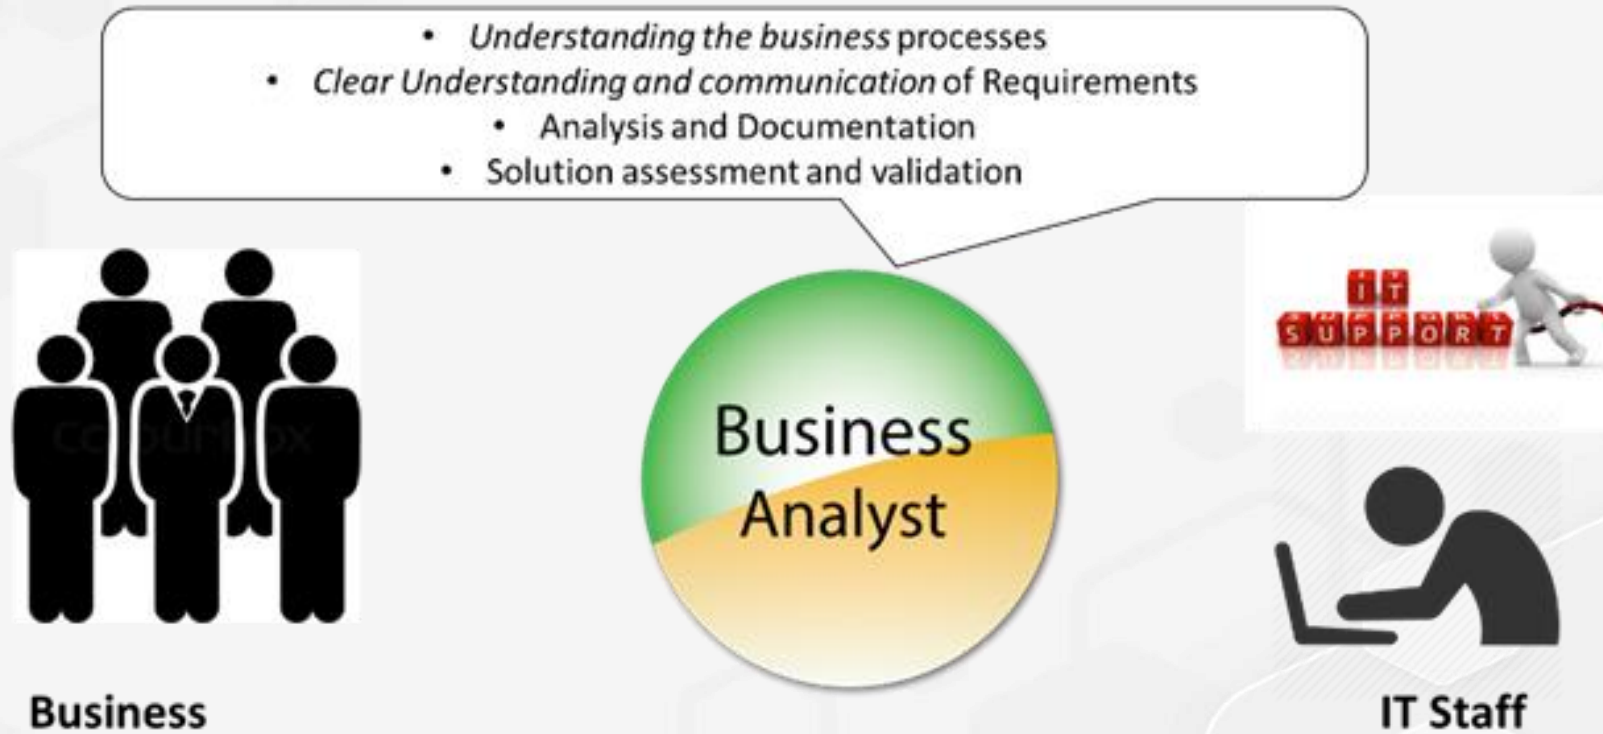 • Understanding the business processes
• Clear Understanding and communication of Requirements
• Analysis and Documentation
• Solution assessment and validation
IT
SUPPORT
Business
Analyst
Business
IT Staff